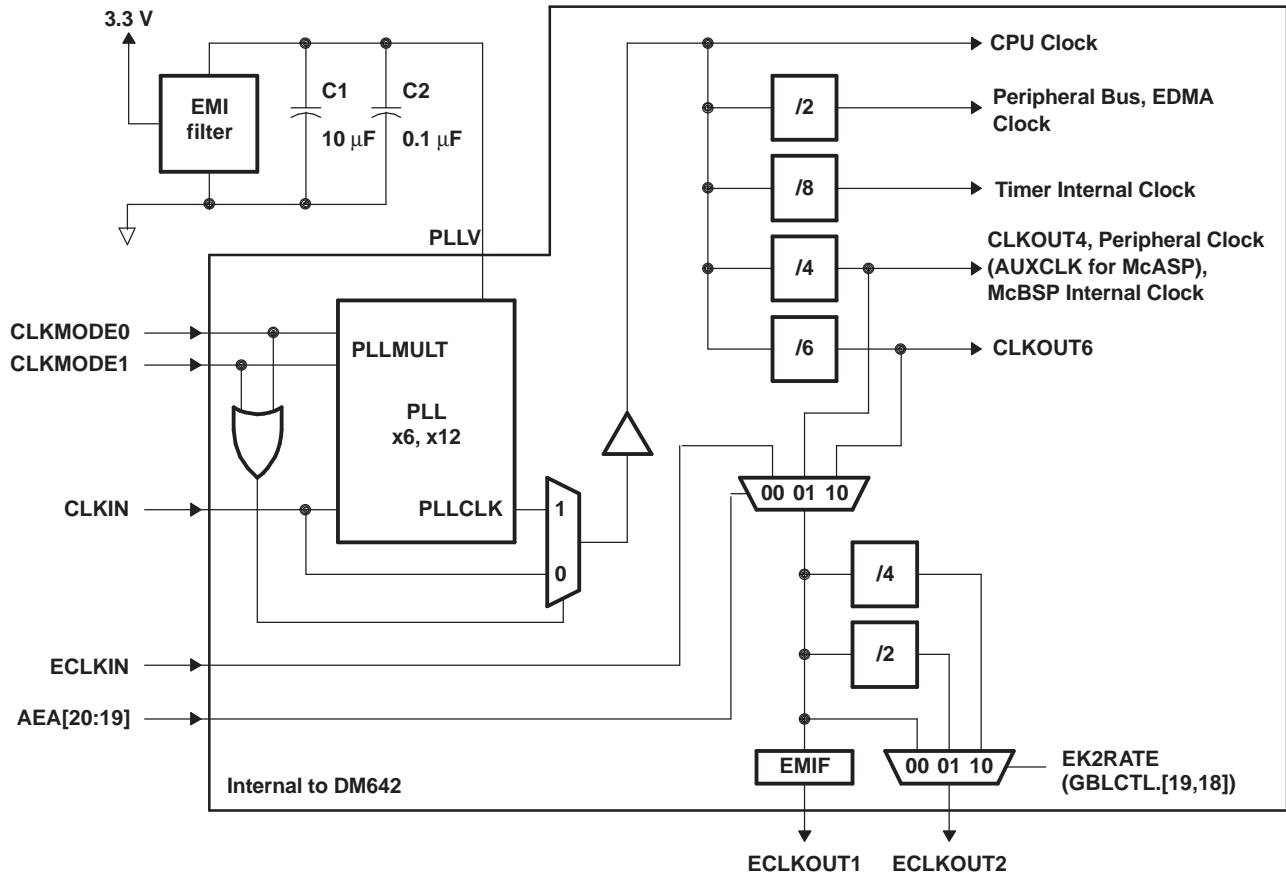 3.3 V
EMI
filter
C1
10 μF
C2
0.1 μF
CPU Clock
/2
Peripheral Bus, EDMA
Clock
/8
Timer Internal Clock
/4
CLKOUT4, Peripheral Clock
(AUXCLK for McASP),
McBSP Internal Clock
/6
CLKOUT6
PLLV
CLKMODE0
CLKMODE1
PLLMULT
PLL
x6, x12
CLKIN
PLLCLK
1
0
00 01 10
/4
/2
ECLKIN
AEA[20:19]
EMIF
00 01 10
EK2RATE
(GBLCTL.[19,18])
Internal to DM642
ECLKOUT1
ECLKOUT2